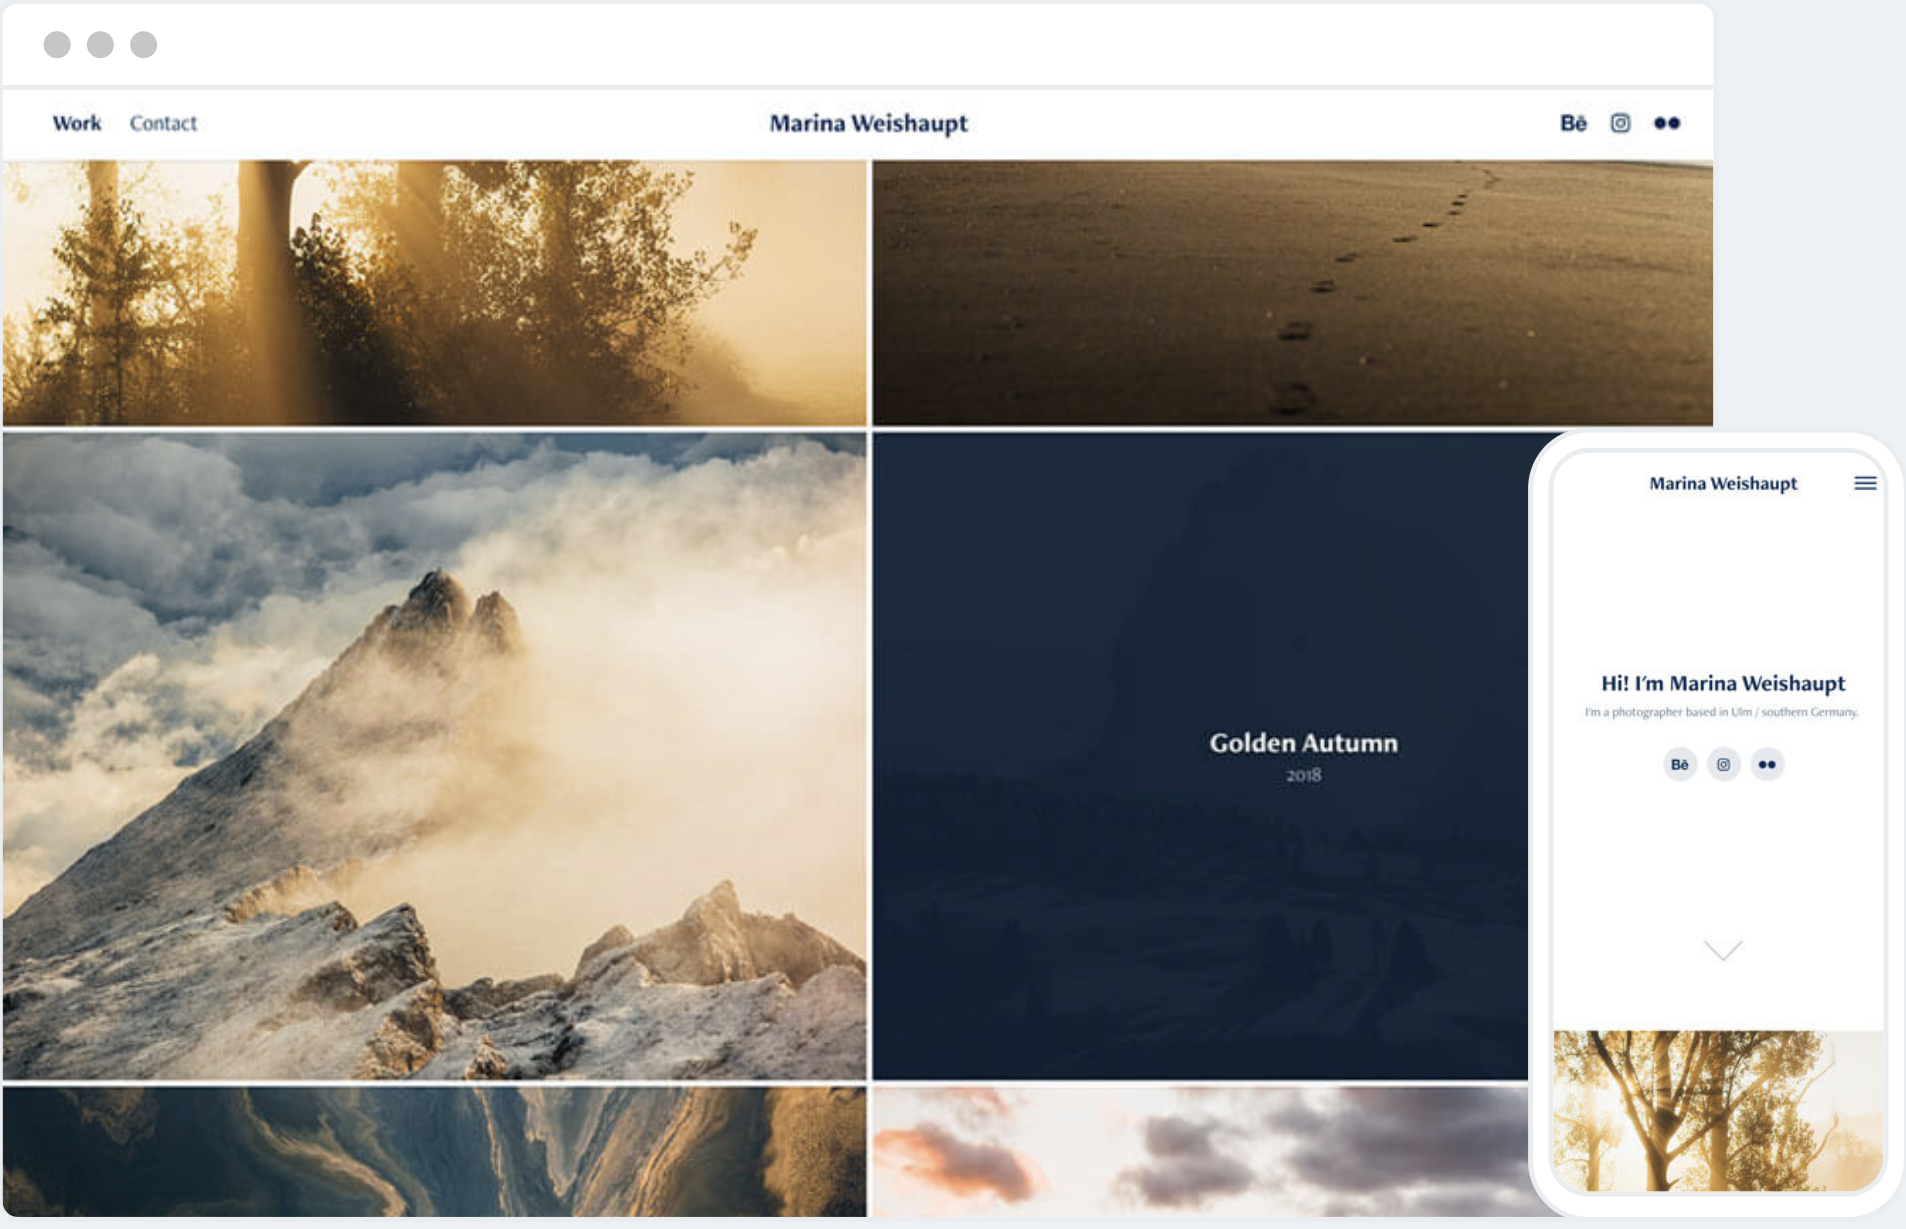 Work Contact
Marina Weishaupt
Bē
Golden Autumn
2018
Marina Weishaupt
Hi! I'm Marina Weishaupt
I'm a photographer based in Ulm / southern Germany.
Bē